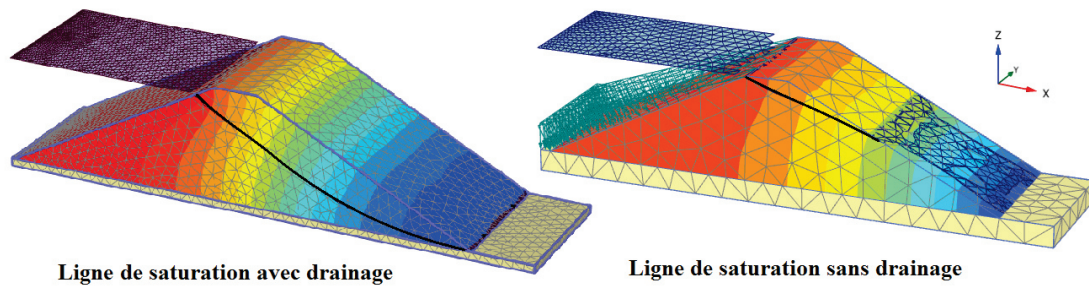 Z
Y
X
Ligne de saturation avec drainage
Ligne de saturation sans drainage